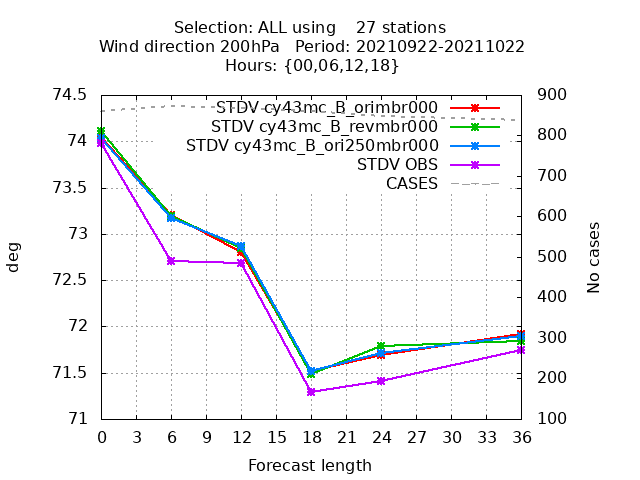 Selection: ALL using    27 stations
Wind direction 200hPa   Period: 20210922-20211022
Hours: {00,06,12,18}
74.5
900
STDV cy43mc_B_orimbr000
STDV cy43mc_B_revmbr000
STDV cy43mc_B_ori250mbr000
STDV OBS
CASES
74
73.5
73
72.5
72
71.5
71
800
700
600
500
400
300
200
100
deg
No cases
0 3 6 9 12 15 18 21 24 27 30 33 36
Forecast length